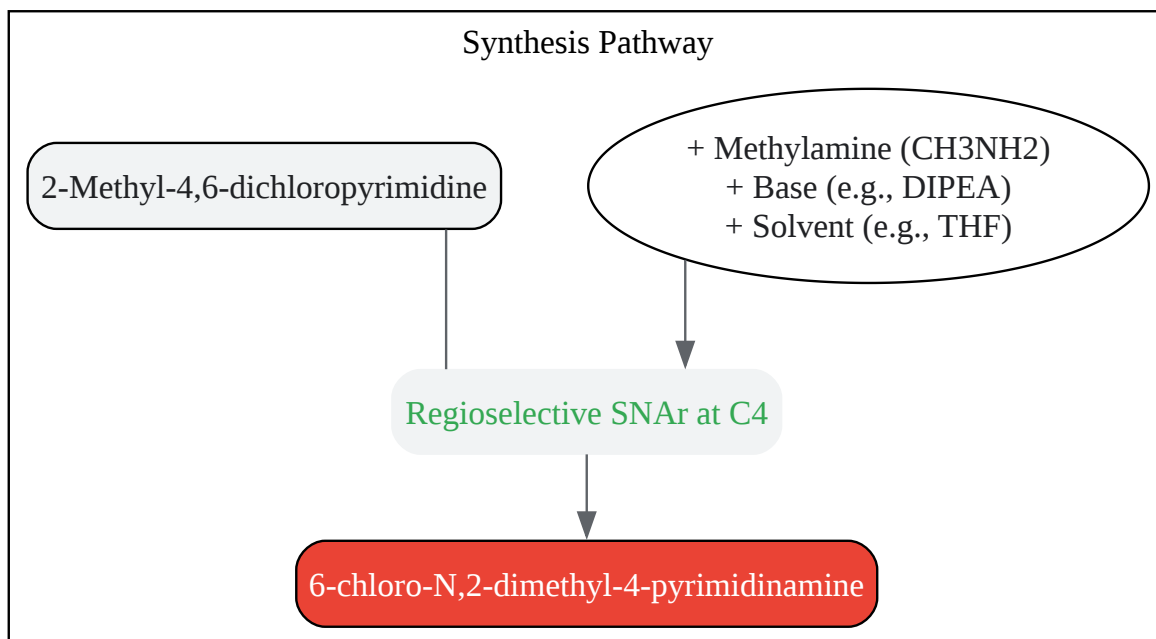 Synthesis Pathway
2-Methyl-4,6-dichloropyrimidine
+ Methylamine (CH3NH2)
+ Base (e.g., DIPEA)
+ Solvent (e.g., THF)
Regioselective SNAr at C4
6-chloro-N,2-dimethyl-4-pyrimidinamine